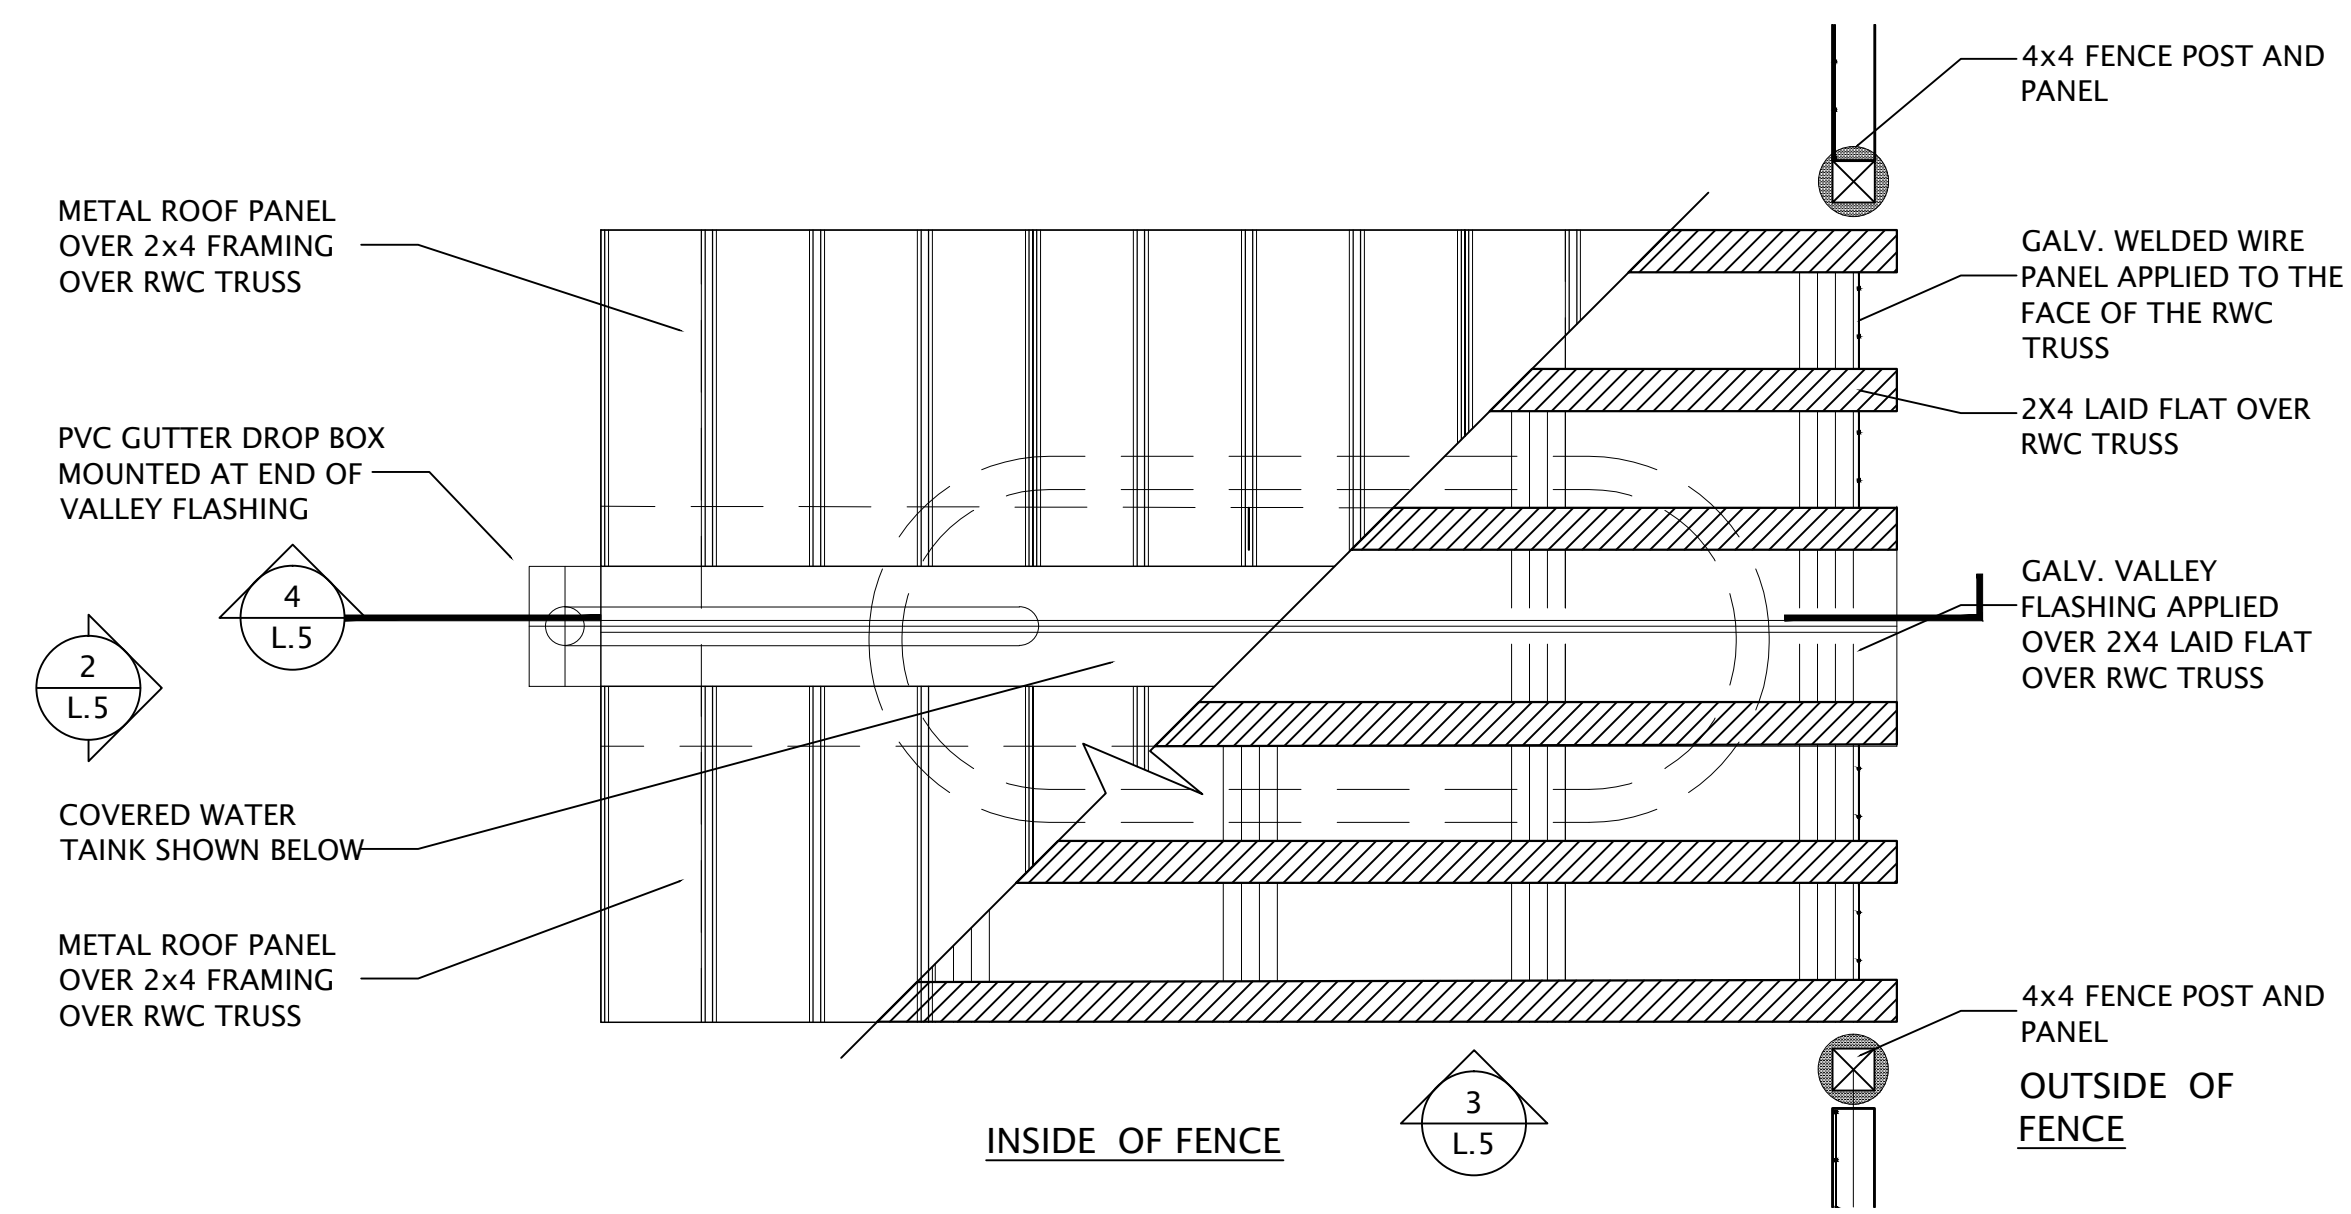 4x4 FENCE POST AND
PANEL
METAL ROOF PANEL
OVER 2x4 FRAMING
OVER RWC TRUSS
GALV. WELDED WIRE
PANEL APPLIED TO THE
FACE OF THE RWC
TRUSS
2X4 LAID FLAT OVER
RWC TRUSS
PVC GUTTER DROP BOX
MOUNTED AT END OF
VALLEY FLASHING
4
L.5
2
L.5
GALV. VALLEY
FLASHING APPLIED
OVER 2X4 LAID FLAT
OVER RWC TRUSS
COVERED WATER
TAINK SHOWN BELOW
METAL ROOF PANEL
OVER 2x4 FRAMING
OVER RWC TRUSS
4x4 FENCE POST AND
PANEL
OUTSIDE OF
FENCE
INSIDE OF FENCE
3
L.5